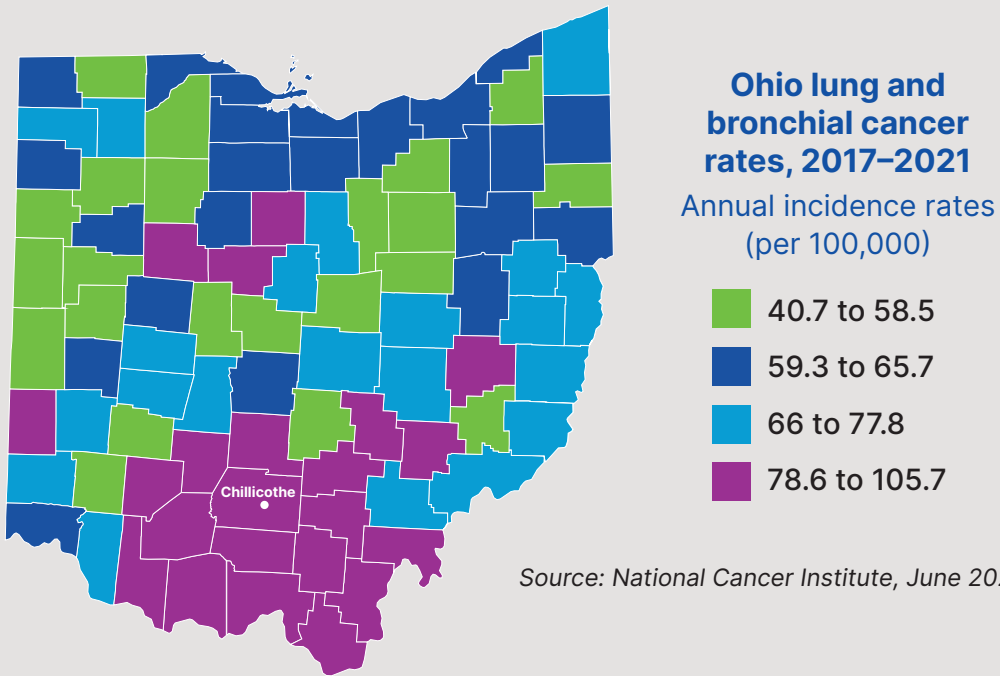 Ohio lung and
bronchial cancer
rates, 2017–2021
Annual incidence rates
(per 100,000)
40.7 to 58.5
59.3 to 65.7
66 to 77.8
78.6 to 105.7
Chillicothe
Source: National Cancer Institute, June